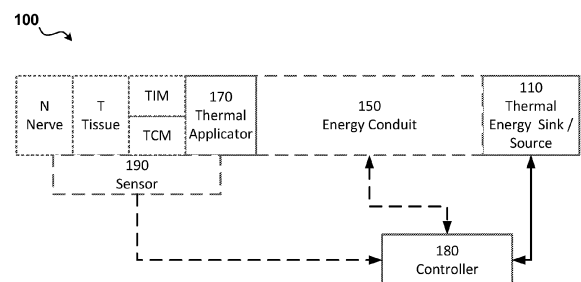 100
N
Nerve
T
Tissue
TIM
TCM
170
Thermal
Applicator
150
Energy Conduit
110
Thermal
Energy Sink /
Source
190
Sensor
180
Controller